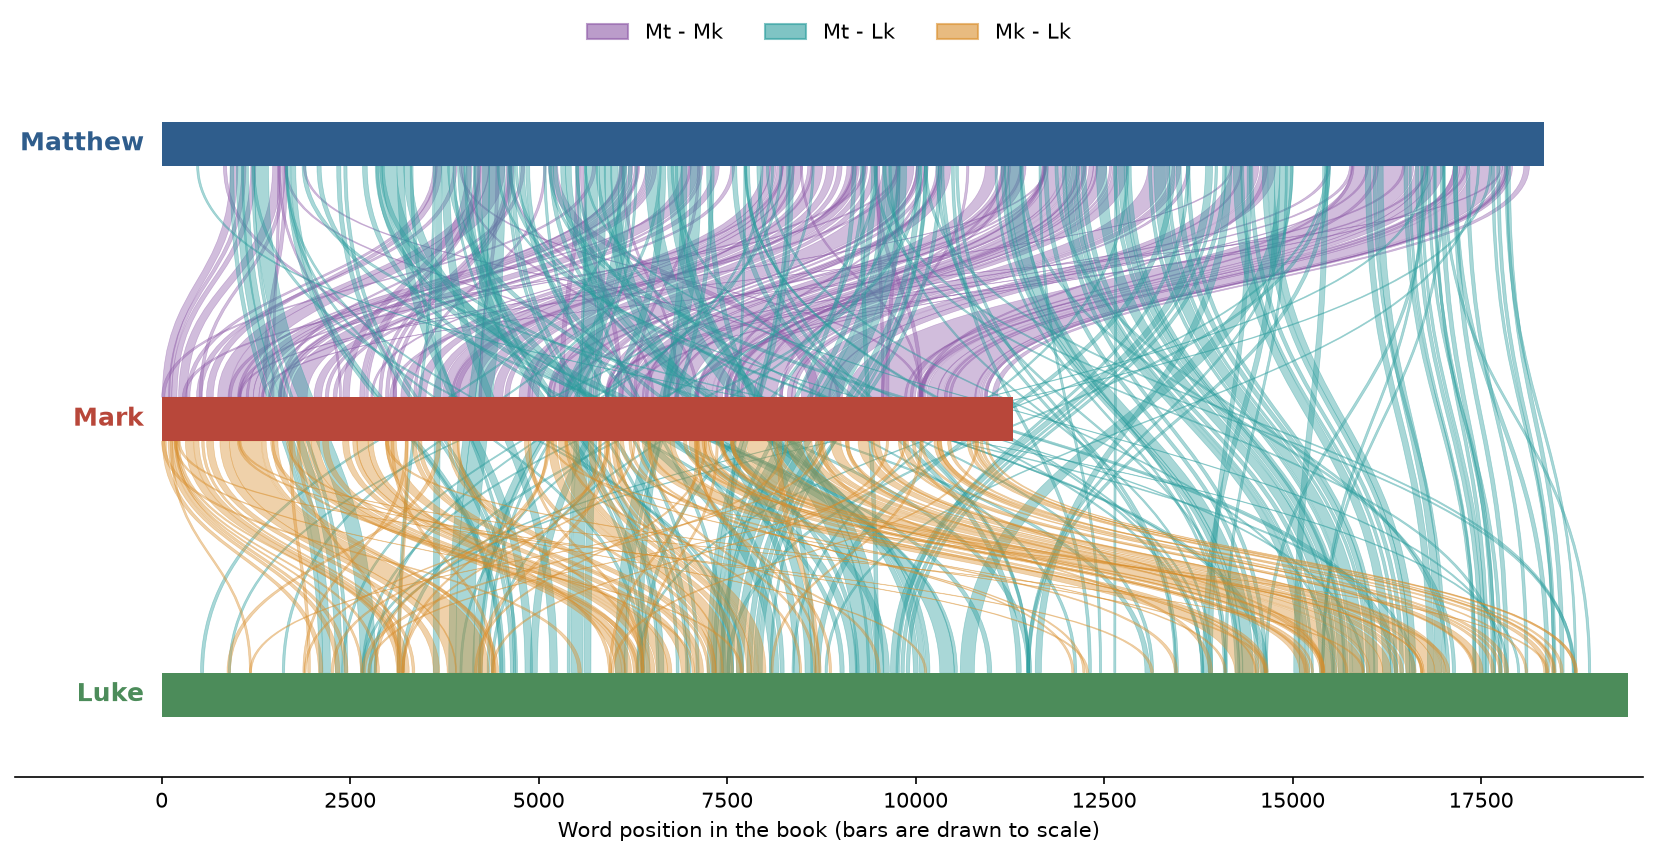 Mt - Mk Mt - Lk Mk - Lk
Matthew
Mark
Luke
0 2500 5000 7500 10000 12500 15000 17500
Word position in the book (bars are drawn to scale)